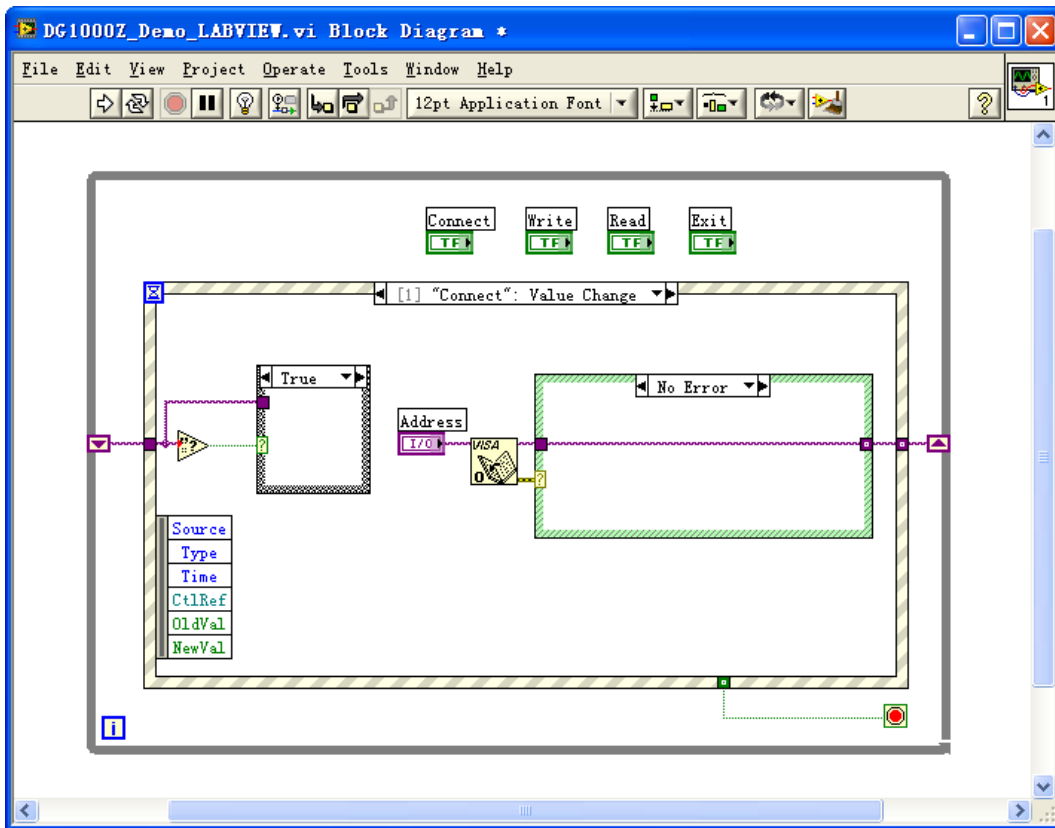 DG1000Z_Demo_LABVIEW.vi Block Diagram *
File Edit View Project Operate Tools Window Help
12pt Application Font
?
1
Connect Write Read Exit
TF TF TF TF
[1] "Connect": Value Change
True
No Error
Address
I/O
"?
?
VISA
O
?
Source
Type
Time
CtlRef
OldVal
NewVal
i